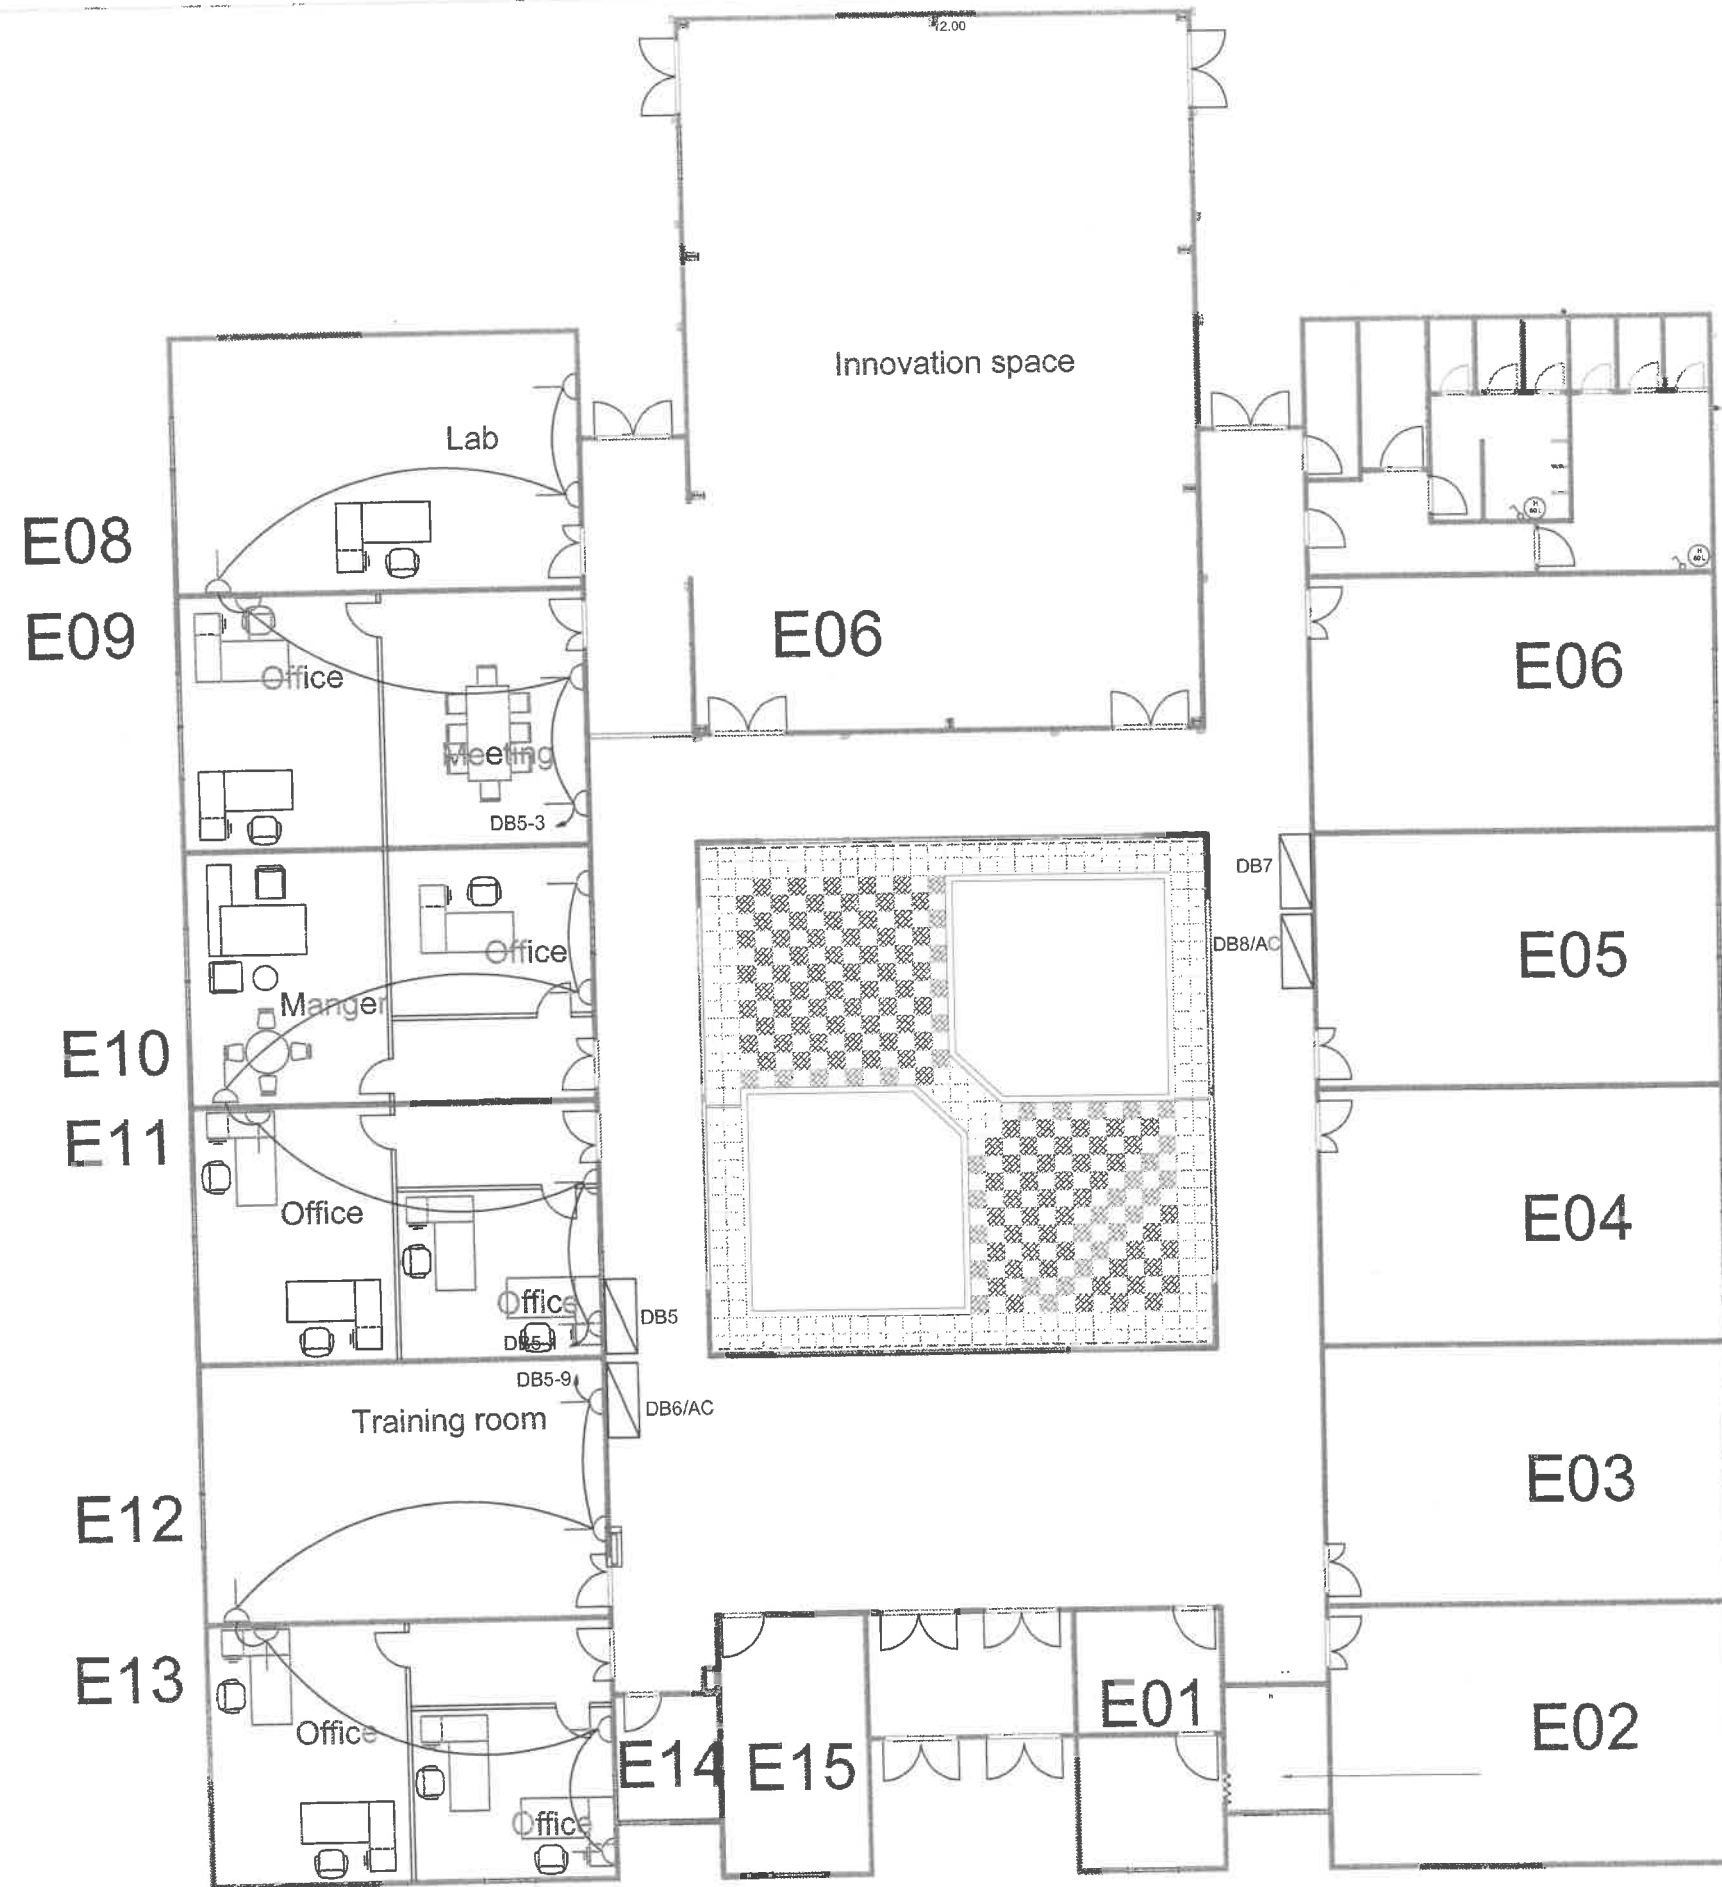 12.00
Innovation space
Lab
E08
H
60 L
H
60 L
E09
Office
E06
E06
Meeting
DB5-3
DB7
Office
DB8/AC
E05
Manger
E10
E11
Office
E04
Office
DB5
DB5-9
DB6/AC
Training room
E03
E12
E13
Office
E01
E02
E14
E15
Office